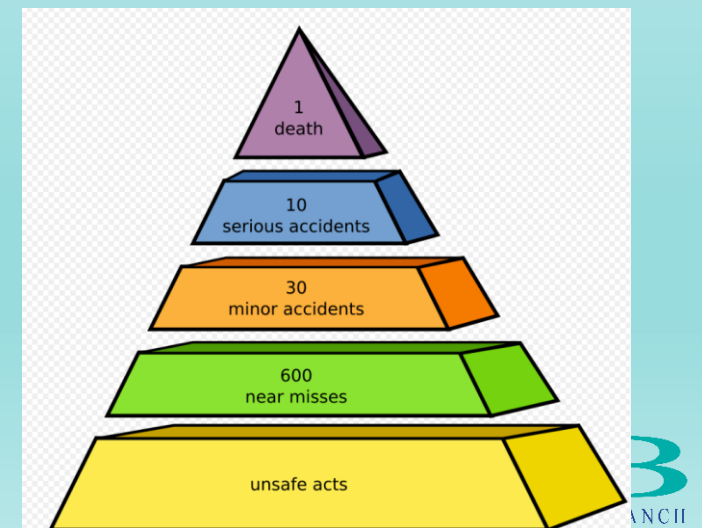 1
death
10
serious accidents
30
minor accidents
600
near misses
unsafe acts